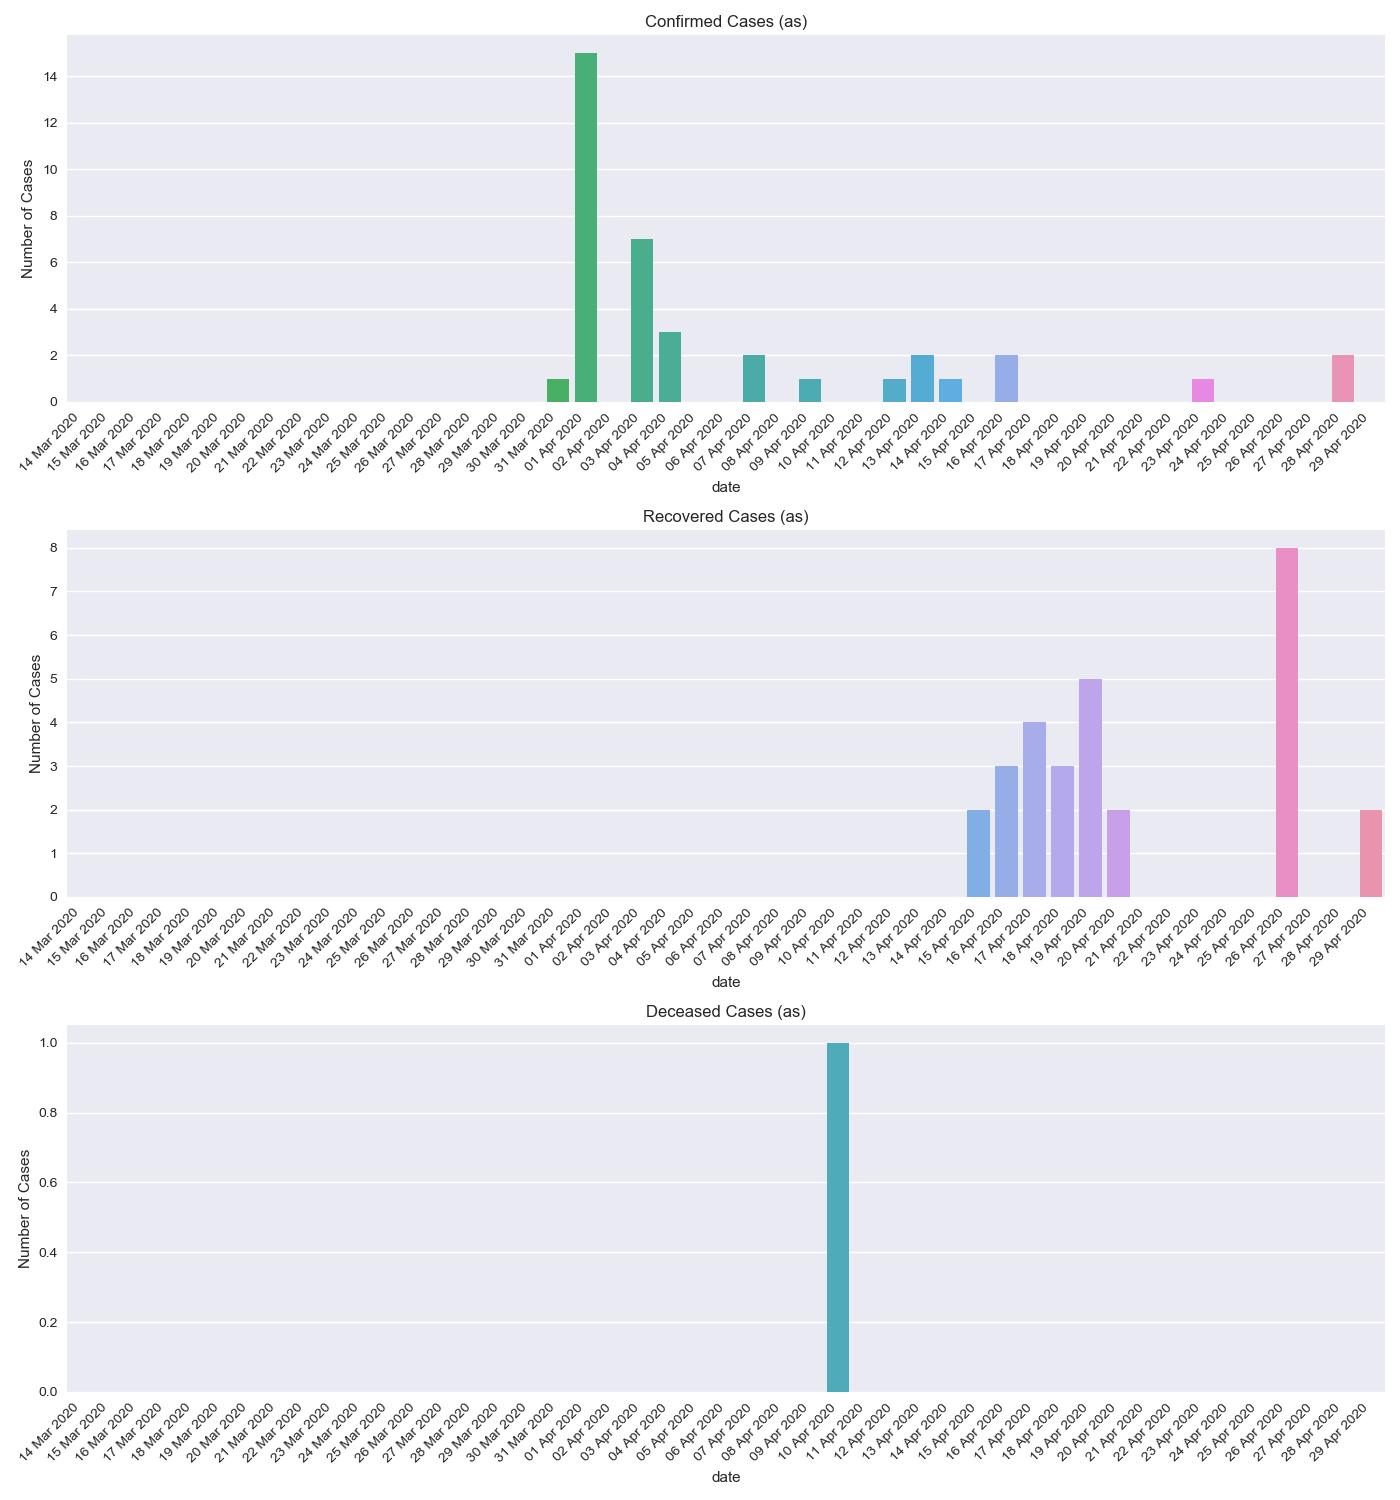 Confirmed Cases (as)
Number of Cases
14
12
10
8
6
4
2
0
14 Mar 2020
15 Mar 2020
16 Mar 2020
17 Mar 2020
18 Mar 2020
19 Mar 2020
20 Mar 2020
21 Mar 2020
22 Mar 2020
23 Mar 2020
24 Mar 2020
25 Mar 2020
26 Mar 2020
27 Mar 2020
28 Mar 2020
29 Mar 2020
30 Mar 2020
31 Mar 2020
01 Apr 2020
02 Apr 2020
03 Apr 2020
04 Apr 2020
05 Apr 2020
06 Apr 2020
07 Apr 2020
08 Apr 2020
09 Apr 2020
10 Apr 2020
11 Apr 2020
12 Apr 2020
13 Apr 2020
14 Apr 2020
15 Apr 2020
16 Apr 2020
17 Apr 2020
18 Apr 2020
19 Apr 2020
20 Apr 2020
21 Apr 2020
22 Apr 2020
23 Apr 2020
24 Apr 2020
25 Apr 2020
26 Apr 2020
27 Apr 2020
28 Apr 2020
29 Apr 2020
date
Recovered Cases (as)
Number of Cases
8
7
6
5
4
3
2
1
0
14 Mar 2020
15 Mar 2020
16 Mar 2020
17 Mar 2020
18 Mar 2020
19 Mar 2020
20 Mar 2020
21 Mar 2020
22 Mar 2020
23 Mar 2020
24 Mar 2020
25 Mar 2020
26 Mar 2020
27 Mar 2020
28 Mar 2020
29 Mar 2020
30 Mar 2020
31 Mar 2020
01 Apr 2020
02 Apr 2020
03 Apr 2020
04 Apr 2020
05 Apr 2020
06 Apr 2020
07 Apr 2020
08 Apr 2020
09 Apr 2020
10 Apr 2020
11 Apr 2020
12 Apr 2020
13 Apr 2020
14 Apr 2020
15 Apr 2020
16 Apr 2020
17 Apr 2020
18 Apr 2020
19 Apr 2020
20 Apr 2020
21 Apr 2020
22 Apr 2020
23 Apr 2020
24 Apr 2020
25 Apr 2020
26 Apr 2020
27 Apr 2020
28 Apr 2020
29 Apr 2020
date
Deceased Cases (as)
Number of Cases
1.0
0.8
0.6
0.4
0.2
0.0
14 Mar 2020
15 Mar 2020
16 Mar 2020
17 Mar 2020
18 Mar 2020
19 Mar 2020
20 Mar 2020
21 Mar 2020
22 Mar 2020
23 Mar 2020
24 Mar 2020
25 Mar 2020
26 Mar 2020
27 Mar 2020
28 Mar 2020
29 Mar 2020
30 Mar 2020
31 Mar 2020
01 Apr 2020
02 Apr 2020
03 Apr 2020
04 Apr 2020
05 Apr 2020
06 Apr 2020
07 Apr 2020
08 Apr 2020
09 Apr 2020
10 Apr 2020
11 Apr 2020
12 Apr 2020
13 Apr 2020
14 Apr 2020
15 Apr 2020
16 Apr 2020
17 Apr 2020
18 Apr 2020
19 Apr 2020
20 Apr 2020
21 Apr 2020
22 Apr 2020
23 Apr 2020
24 Apr 2020
25 Apr 2020
26 Apr 2020
27 Apr 2020
28 Apr 2020
29 Apr 2020
date